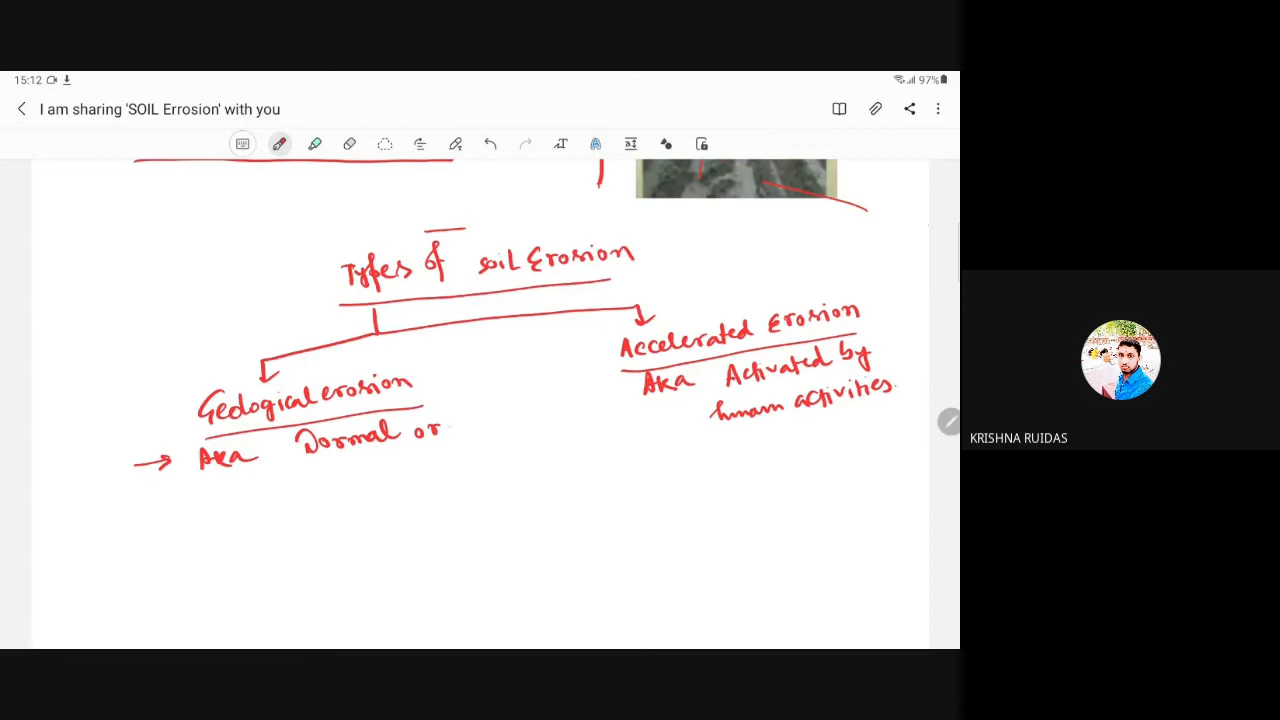 15:12
97%
I am sharing 'SOIL Errosion' with you
Types of soil Erosion
Accelerated Erosion
Aka Activated by
human activities.
Geological erosion
→ Aka Normal or
KRISHNA RUIDAS